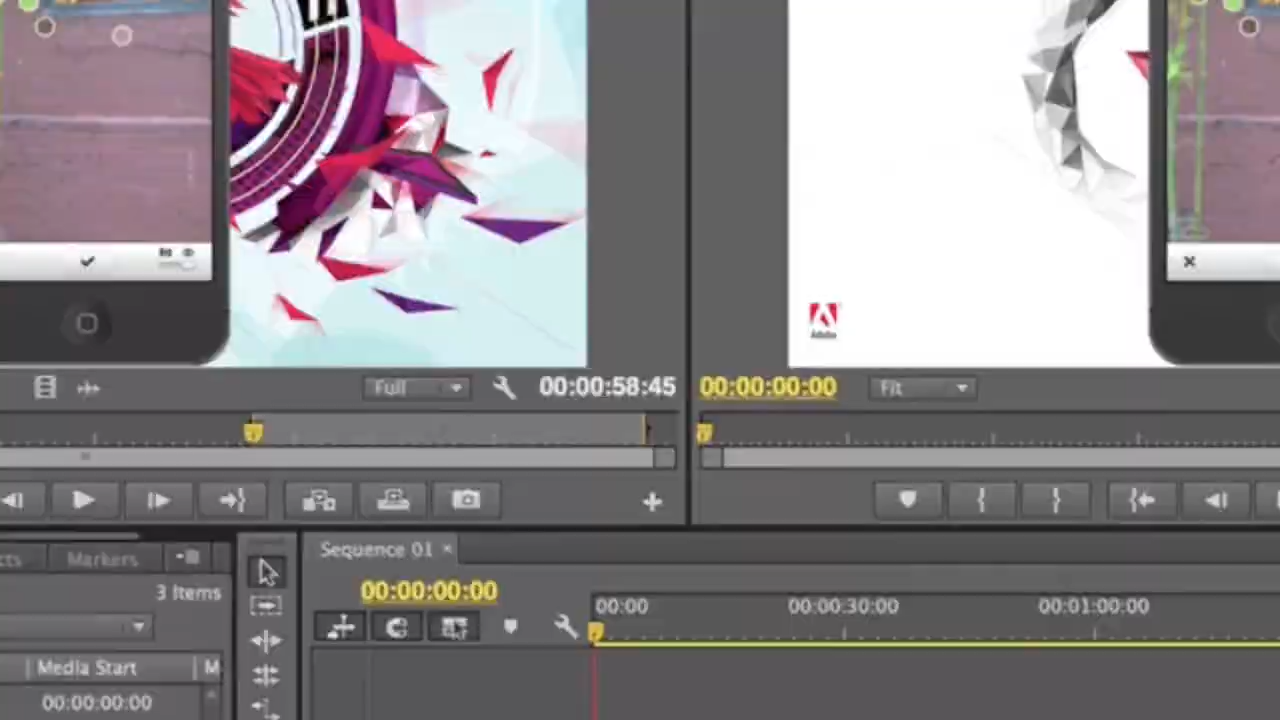 Adobe
Full
00:00:58:45
00:00:00:00
Fit
Markers
Sequence 01
3 Items
00:00:00:00
00:00
00:00:30:00
00:01:00:00
Media Start
M
00:00:00:00